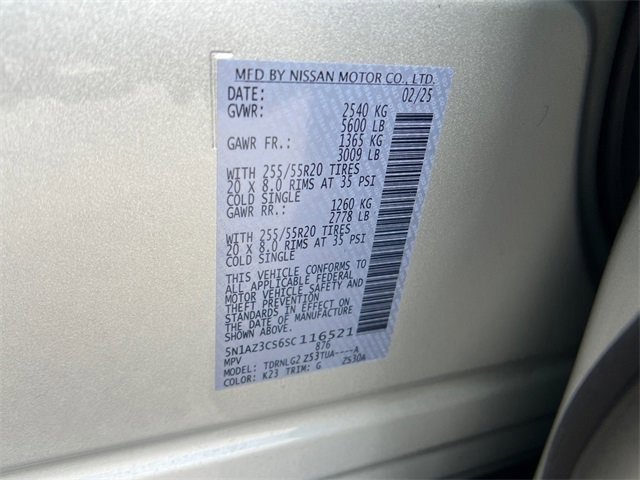 MFD BY NISSAN MOTOR CO., LTD.
DATE: 02/25
GVWR: 2540 KG
5600 LB
GAWR FR.: 1365 KG
3009 LB
WITH 255/55R20 TIRES
20 X 8.0 RIMS AT 35 PSI
COLD SINGLE
GAWR RR.: 1260 KG
2778 LB
WITH 255/55R20 TIRES
20 X 8.0 RIMS AT 35 PSI
COLD SINGLE
THIS VEHICLE CONFORMS TO
ALL APPLICABLE FEDERAL
MOTOR VEHICLE SAFETY AND
THEFT PREVENTION
STANDARDS IN EFFECT ON
THE DATE OF MANUFACTURE
SHOWN ABOVE.
5N1AZ3CS6SC116521
MPV 876
MODEL: TDRNLG2 Z53TUA----A
COLOR: K23 TRIM: G ZS30A